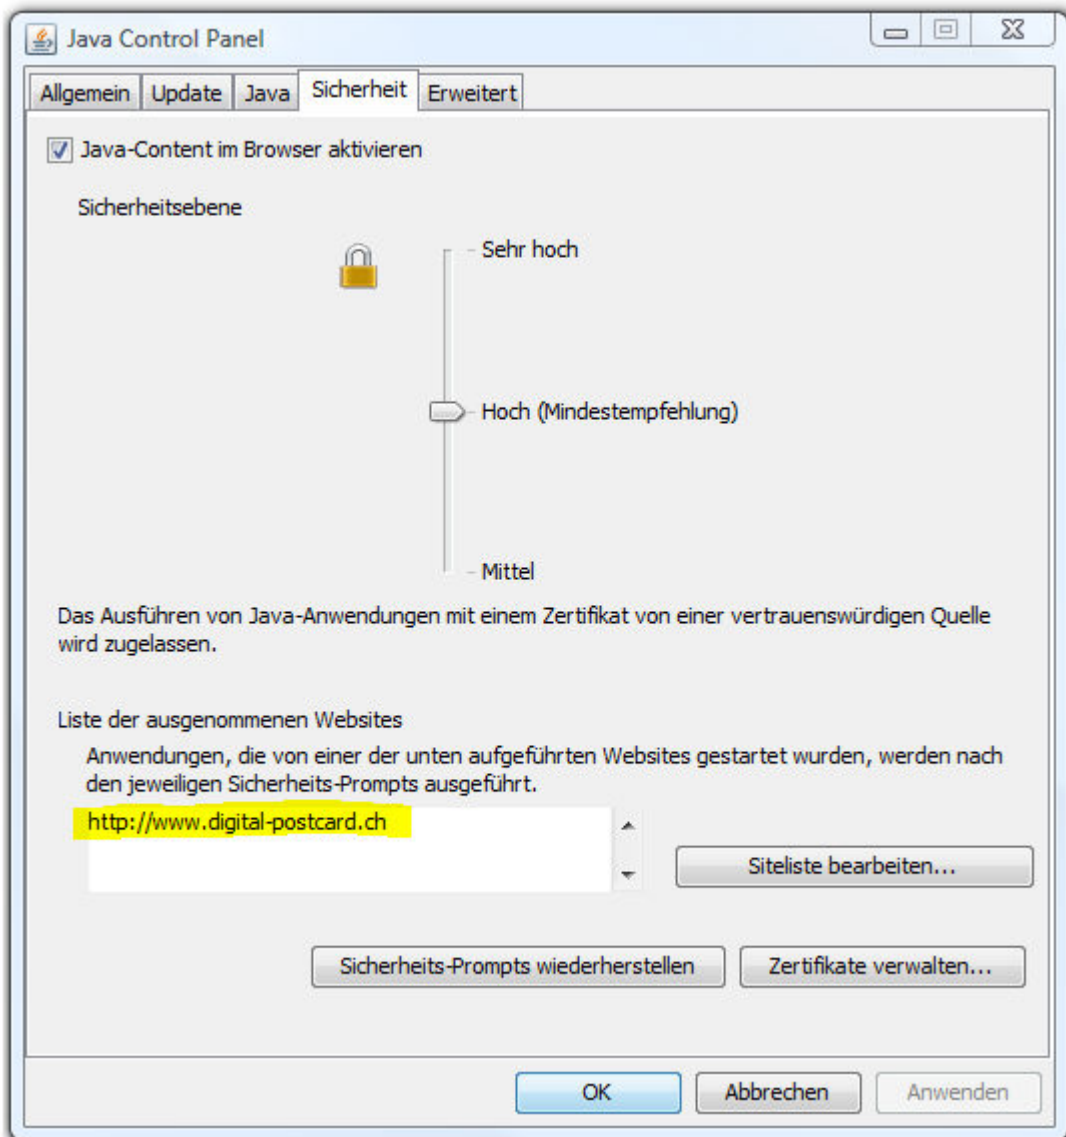 Java Control Panel
Allgemein Update Java Sicherheit Erweitert
Java-Content im Browser aktivieren
Sicherheitsebene
Sehr hoch
Hoch (Mindestempfehlung)
Mittel
Das Ausführen von Java-Anwendungen mit einem Zertifikat von einer vertrauenswürdigen Quelle
wird zugelassen.
Liste der ausgenommenen Websites
Anwendungen, die von einer der unten aufgeführten Websites gestartet wurden, werden nach
den jeweiligen Sicherheits-Prompts ausgeführt.
http://www.digital-postcard.ch
Siteliste bearbeiten...
Sicherheits-Prompts wiederherstellen Zertifikate verwalten...
OK Abbrechen Anwenden